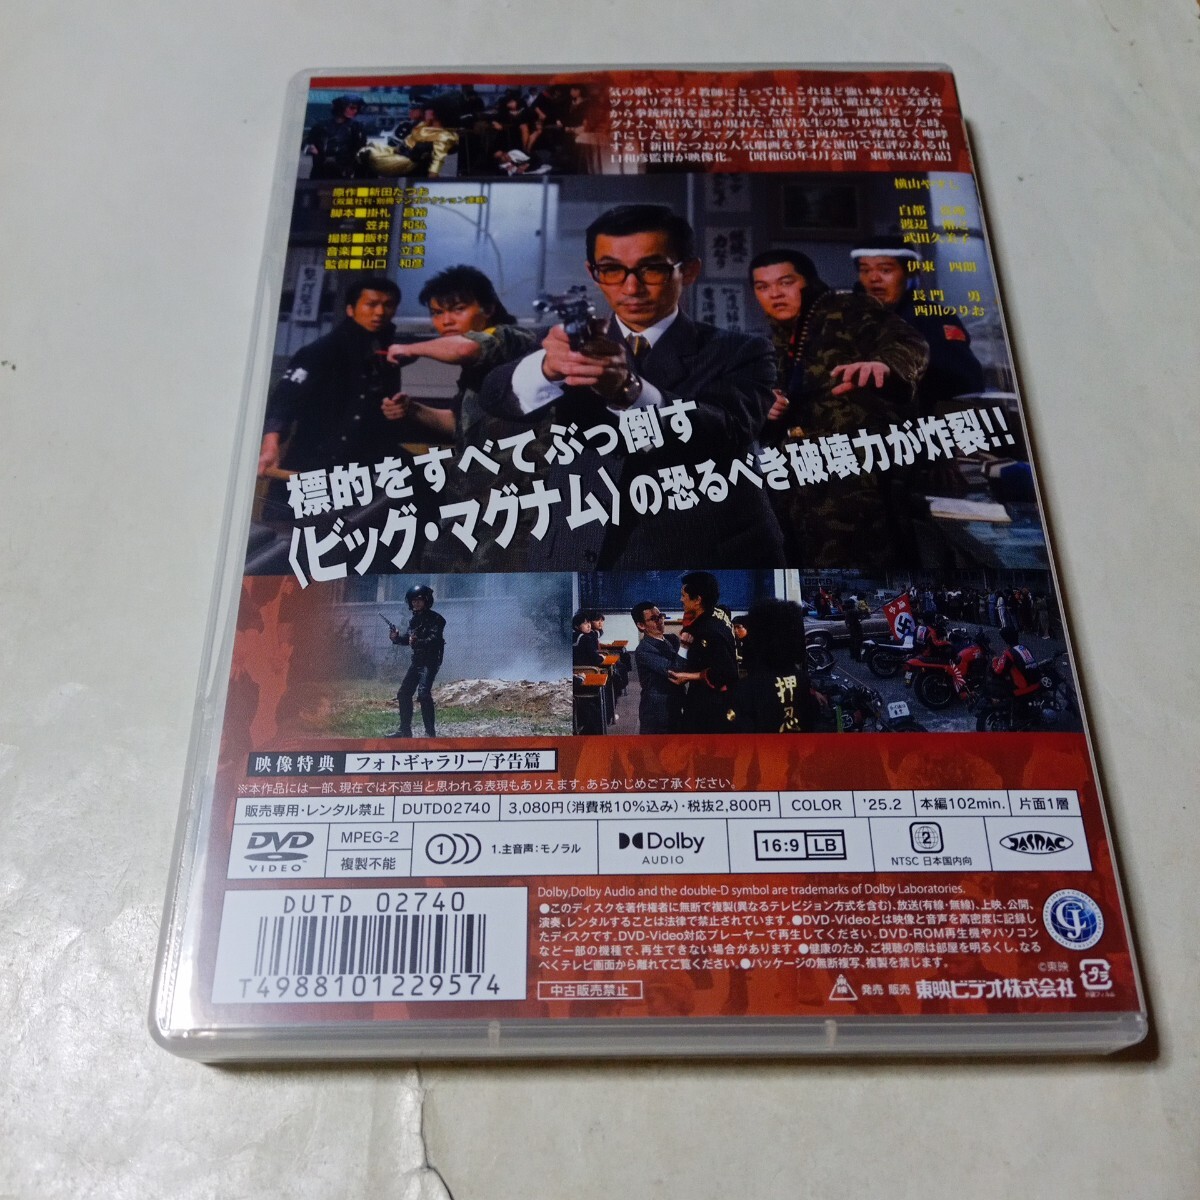 気の弱いマジメ教師にとっては、これほど強い味方はなく、
ツッパリ学生にとっては、これほど手強い敵はない。文部省
から拳銃所持を認められた、ただ一人の男―通称『ビッグ・マ
グナム、黒岩先生』が現れた。黒岩先生の怒りが爆発した時、
手にしたビッグ・マグナムは彼らに向かって容赦なく咆哮
する!新田たつおの人気劇画を多才な演出で定評のある山
口和彦監督が映像化。【昭和60年4月公開 東映東京作品】
原作■新田たつお
脚本■掛札 昌裕
笠井 和弘
撮影■飯村 雅彦
音楽■矢野 立美
監督■山口 和彦
横山やすし
白都
渡辺
武田久美子
伊東 四朗
長門 勇
西川のりお
標的をすべてぶっ倒す
〈ビッグ・マグナム〉の恐るべき破壊力が炸裂!!
押忍
映像特典 フォトギャラリー/予告篇
※本作品には一部、現在では不適当と思われる表現もありえます。あらかじめご了承ください。
販売専用・レンタル禁止 DUTD02740 3,080円(消費税10%込み)・税抜2,800円 COLOR '25.2 本編102min. 片面1層
DVD VIDEO MPEG-2 複製不能 1 1.主音声:モノラル Dolby AUDIO 16:9 LB 2 NTSC 日本国内向 JASRAC
DUTD 02740
T4988101229574
Dolby,Dolby Audio and the double-D symbol are trademarks of Dolby Laboratories.
●このディスクを著作権者に無断で複製(異なるテレビジョン方式を含む)、放送(有線・無線)、上映、公開、
演奏、レンタルすることは法律で禁止されています。●DVD-Videoとは映像と音声を高密度に記録し
たディスクです。DVD-Video対応プレーヤーで再生してください。DVD-ROM再生機やパソコン
など一部の機種で、再生できない場合があります。●健康のため、ご視聴の際は部屋を明るくし、なる
べくテレビ画面から離れてご覧ください。●パッケージの無断複写、複製を禁じます。
©東映
中古販売禁止
発売 販売 東映ビデオ株式会社
プラ